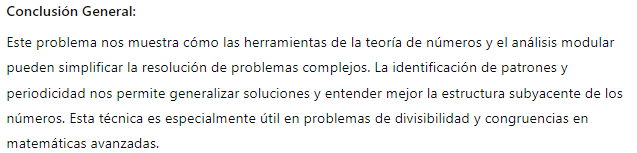 Conclusión General:
Este problema nos muestra cómo las herramientas de la teoría de números y el análisis modular
pueden simplificar la resolución de problemas complejos. La identificación de patrones y
periodicidad nos permite generalizar soluciones y entender mejor la estructura subyacente de los
números. Esta técnica es especialmente útil en problemas de divisibilidad y congruencias en
matemáticas avanzadas.